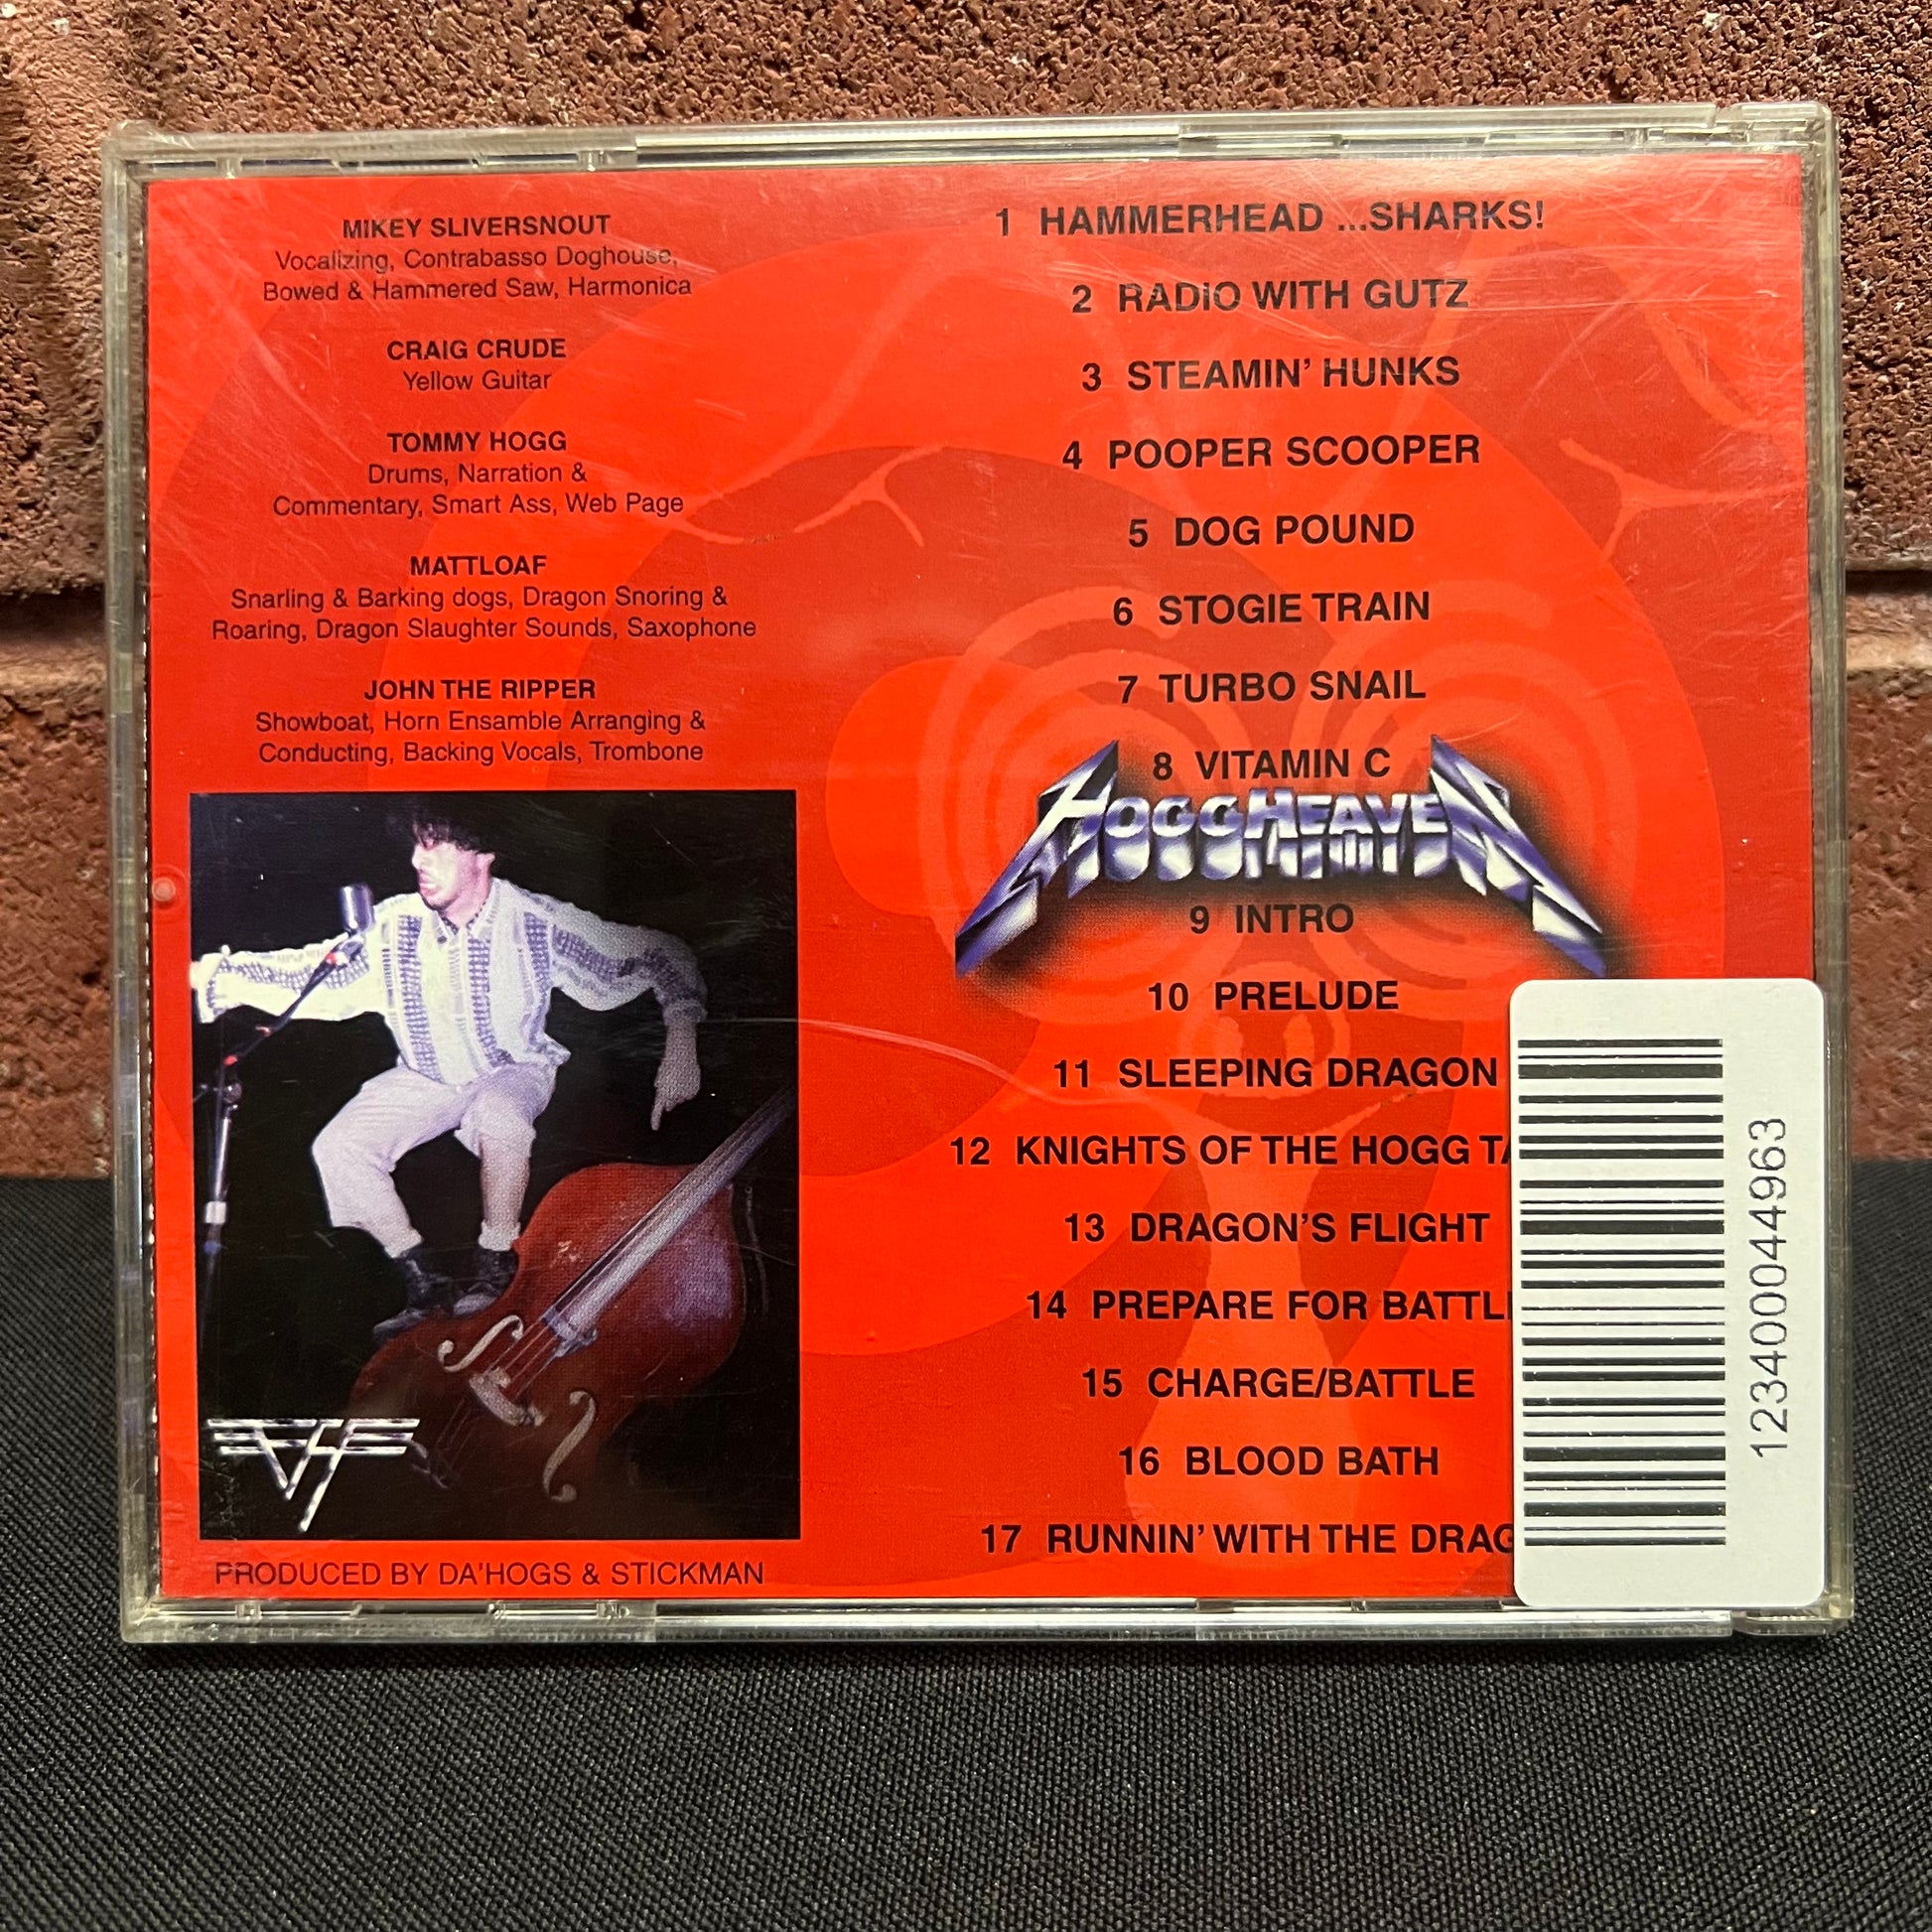 MIKEY SLIVERSNOUT
Vocalizing, Contrabasso Doghouse,
Bowed & Hammered Saw, Harmonica
CRAIG CRUDE
Yellow Guitar
TOMMY HOGG
Drums, Narration &
Commentary, Smart Ass, Web Page
MATTLOAF
Snarling & Barking dogs, Dragon Snoring &
Roaring, Dragon Slaughter Sounds, Saxophone
JOHN THE RIPPER
Showboat, Horn Ensamble Arranging &
Conducting, Backing Vocals, Trombone
PRODUCED BY DA'HOGS & STICKMAN
1 HAMMERHEAD ...SHARKS!
2 RADIO WITH GUTZ
3 STEAMIN' HUNKS
4 POOPER SCOOPER
5 DOG POUND
6 STOGIE TRAIN
7 TURBO SNAIL
8 VITAMIN C
HOGGHEAVEN
9 INTRO
10 PRELUDE
11 SLEEPING DRAGON
12 KNIGHTS OF THE HOGG
13 DRAGON'S FLIGHT
14 PREPARE FOR
15 CHARGE/BATTLE
16 BLOOD BATH
17 RUNNIN' WITH THE
123400044963